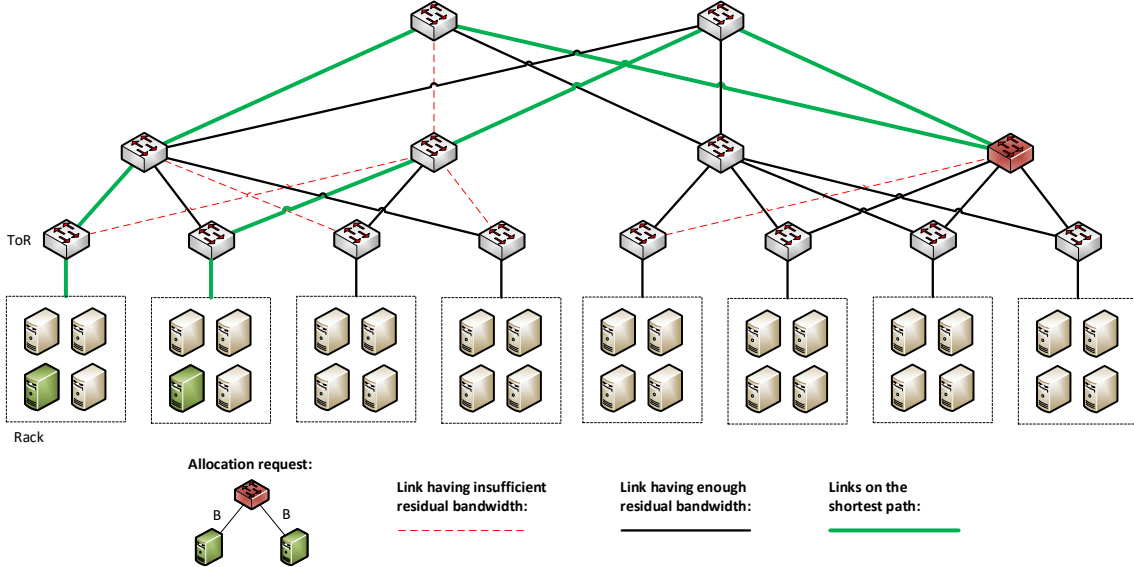 ToR
Rack
Allocation request:
B B
Link having insufficient
residual bandwidth:
Link having enough
residual bandwidth:
Links on the
shortest path: